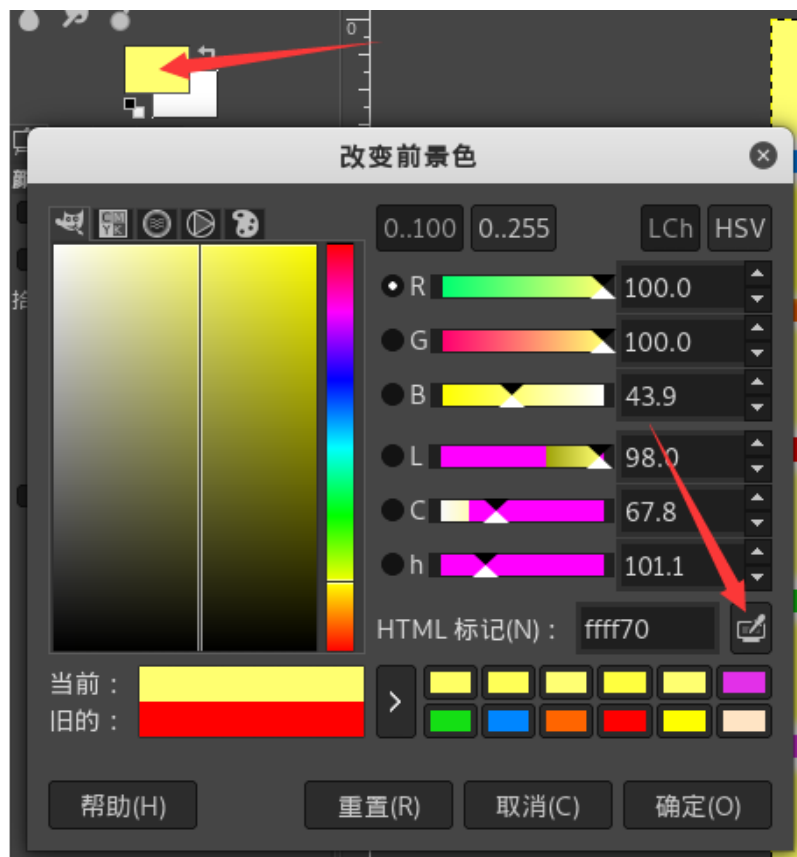 0
改变前景色
0..100 0..255 LCh HSV
CM
YK
R 100.0
G 100.0
B 43.9
L 98.0
C 67.8
h 101.1
HTML 标记(N)： ffff70
当前：
旧的：
帮助(H) 重置(R) 取消(C) 确定(O)